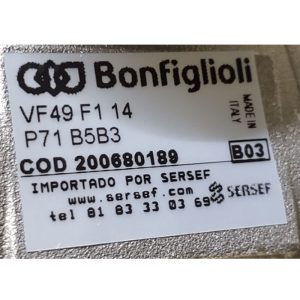 Bonfiglioli
VF49 F1 14
P71 B5B3
MADE IN
ITALY
COD 200680189
B03
IMPORTADO POR SERSEF
www.sersef.com
tel 81 83 33 03 69
SERSEF